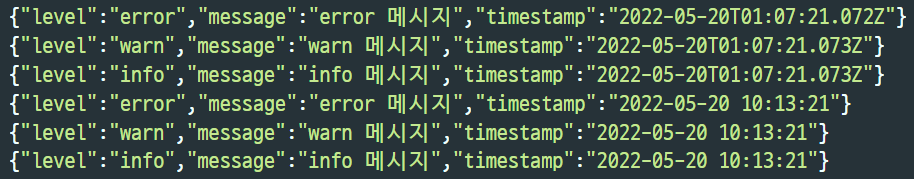 {"level":"error","message":"error 메시지","timestamp":"2022-05-20T01:07:21.072Z"}
{"level":"warn","message":"warn 메시지","timestamp":"2022-05-20T01:07:21.073Z"}
{"level":"info","message":"info 메시지","timestamp":"2022-05-20T01:07:21.073Z"}
{"level":"error","message":"error 메시지","timestamp":"2022-05-20 10:13:21"}
{"level":"warn","message":"warn 메시지","timestamp":"2022-05-20 10:13:21"}
{"level":"info","message":"info 메시지","timestamp":"2022-05-20 10:13:21"}